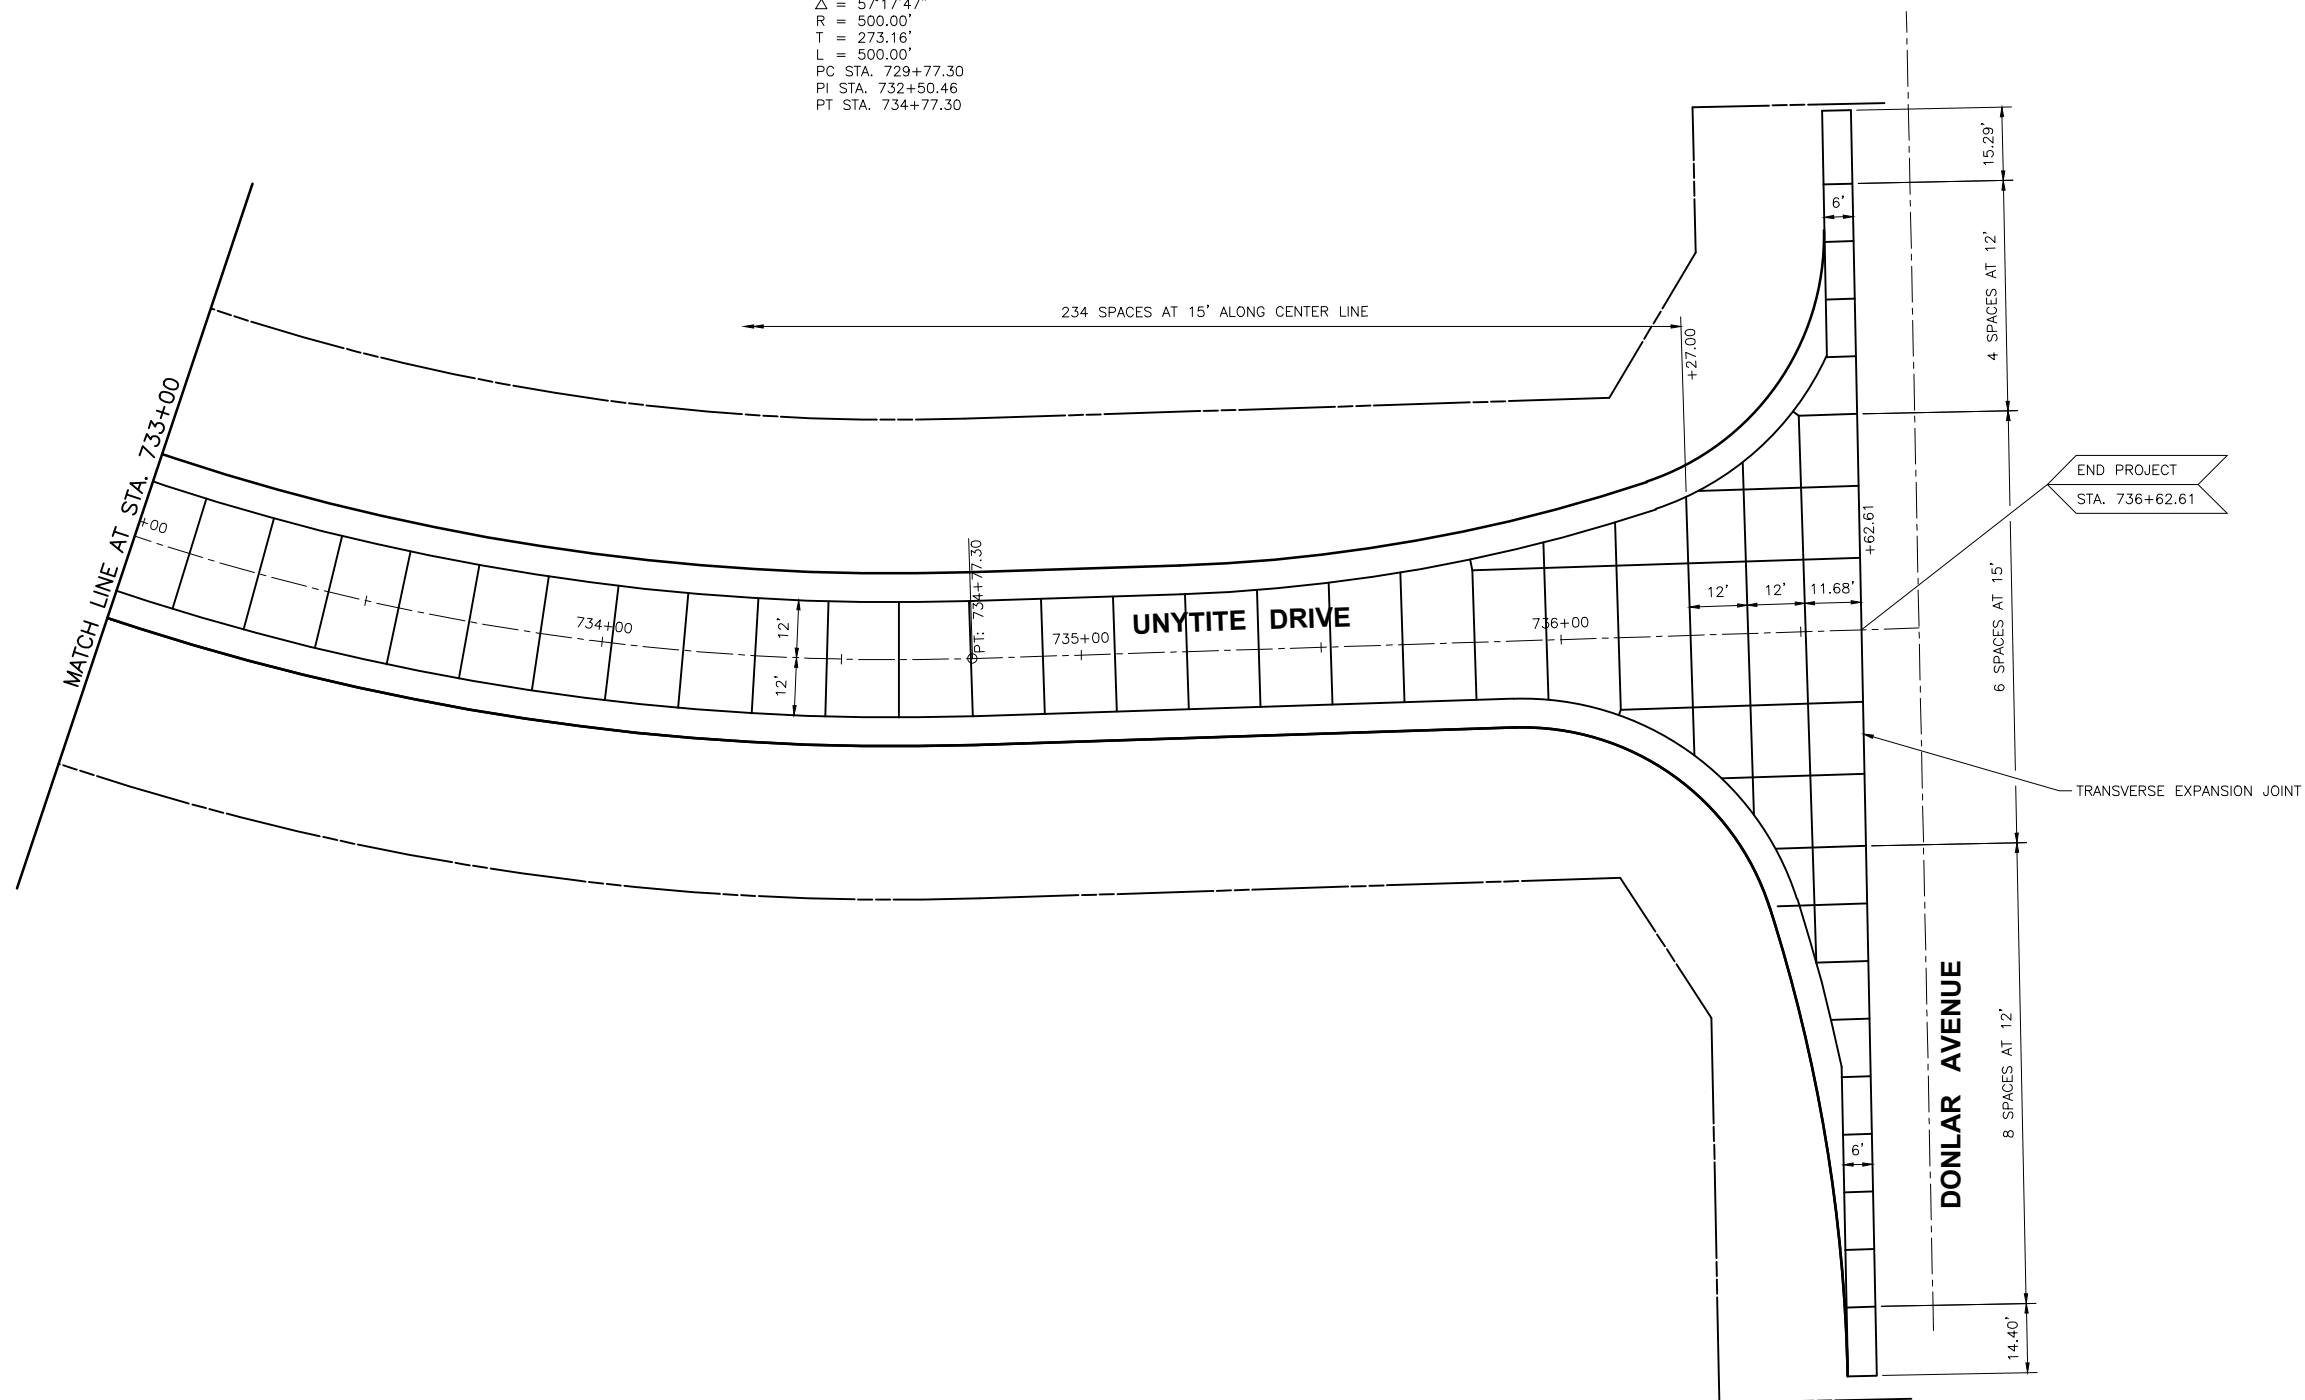 △ = 57°17'47"
R = 500.00'
T = 273.16'
L = 500.00'
PC STA. 729+77.30
PI STA. 732+50.46
PT STA. 734+77.30
15.29'
6'
4 SPACES AT 12'
234 SPACES AT 15' ALONG CENTER LINE
+27.00
MATCH LINE AT STA. 733+00
+00
END PROJECT
STA. 736+62.61
+62.61
PT: 734+77.30
734+00
12'
12'
UNYTITE DRIVE
735+00
736+00
12'
12'
11.68'
6 SPACES AT 15'
TRANSVERSE EXPANSION JOINT
DONLAR AVENUE
8 SPACES AT 12'
6'
14.40'